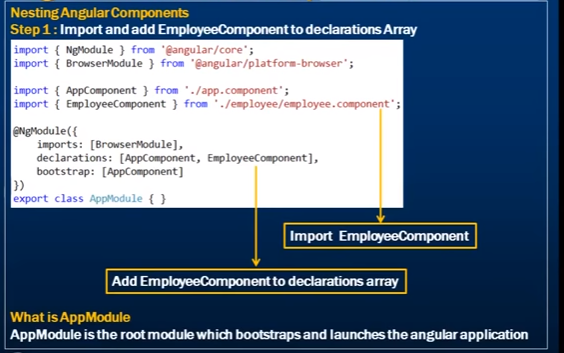 Nesting Angular Components
Step 1 : Import and add EmployeeComponent to declarations Array
import { NgModule } from '@angular/core';
import { BrowserModule } from '@angular/platform-browser';
import { AppComponent } from './app.component';
import { EmployeeComponent } from './employee/employee.component';
@NgModule({
    imports: [BrowserModule],
    declarations: [AppComponent, EmployeeComponent],
    bootstrap: [AppComponent]
})
export class AppModule { }
Import EmployeeComponent
Add EmployeeComponent to declarations array
What is AppModule
AppModule is the root module which bootstraps and launches the angular application